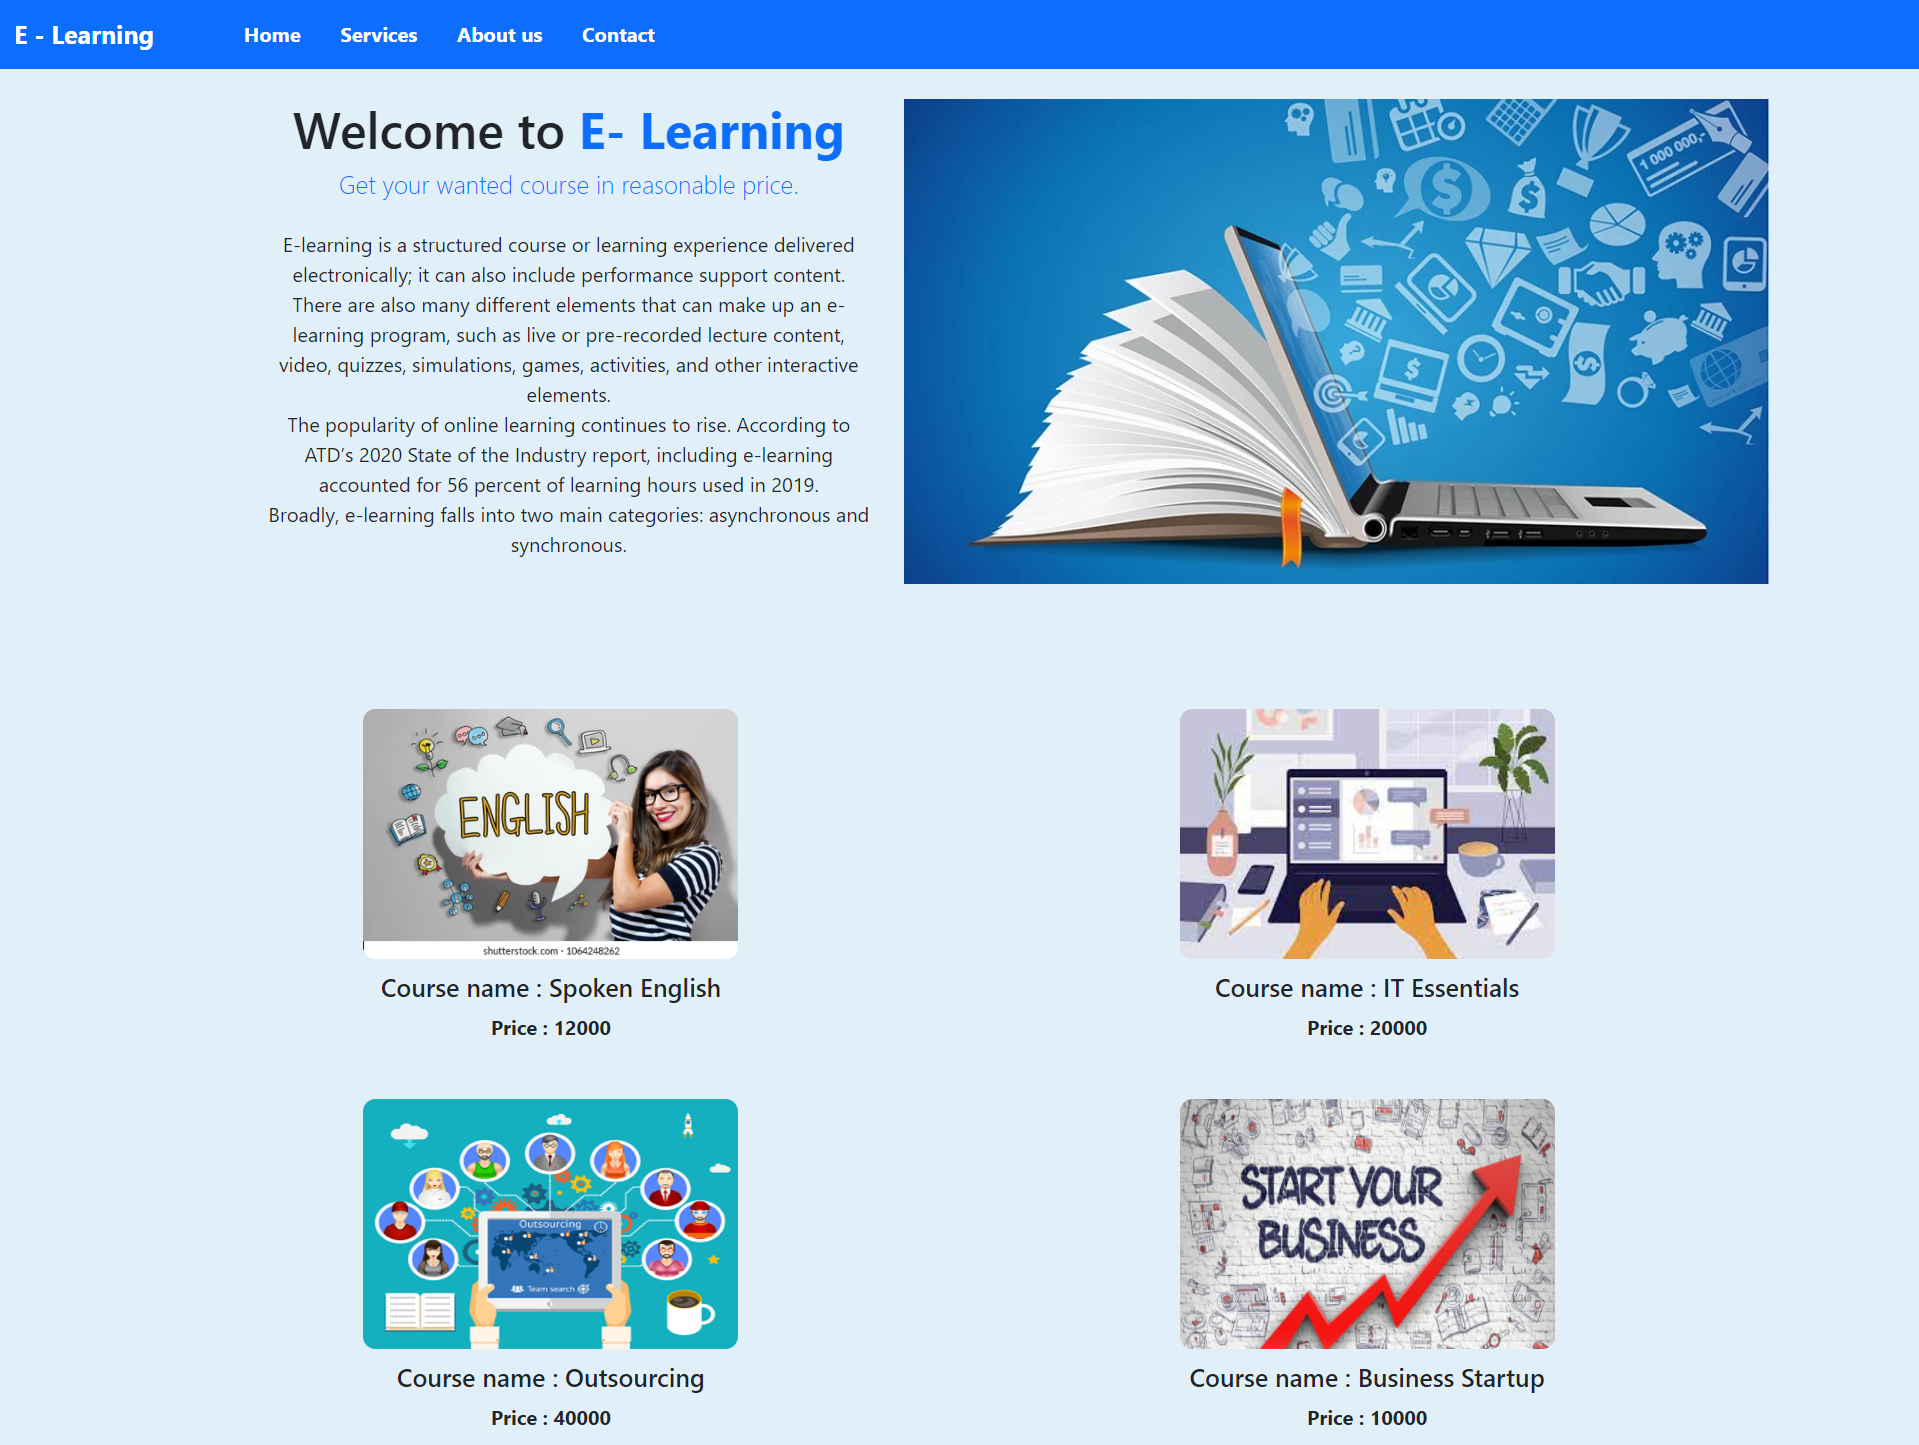 E - Learning
Home
Services
About us
Contact
Welcome to E- Learning
Get your wanted course in reasonable price.
E-learning is a structured course or learning experience delivered
electronically; it can also include performance support content.
There are also many different elements that can make up an e-
learning program, such as live or pre-recorded lecture content,
video, quizzes, simulations, games, activities, and other interactive
elements.
The popularity of online learning continues to rise. According to
ATD’s 2020 State of the Industry report, including e-learning
accounted for 56 percent of learning hours used in 2019.
Broadly, e-learning falls into two main categories: asynchronous and
synchronous.
1 000 000,-
ENGLISH
shutterstock.com · 1064248262
Course name : Spoken English
Price : 12000
Course name : IT Essentials
Price : 20000
Outsourcing
Team search
Course name : Outsourcing
Price : 40000
START YOUR
BUSINESS
Course name : Business Startup
Price : 10000